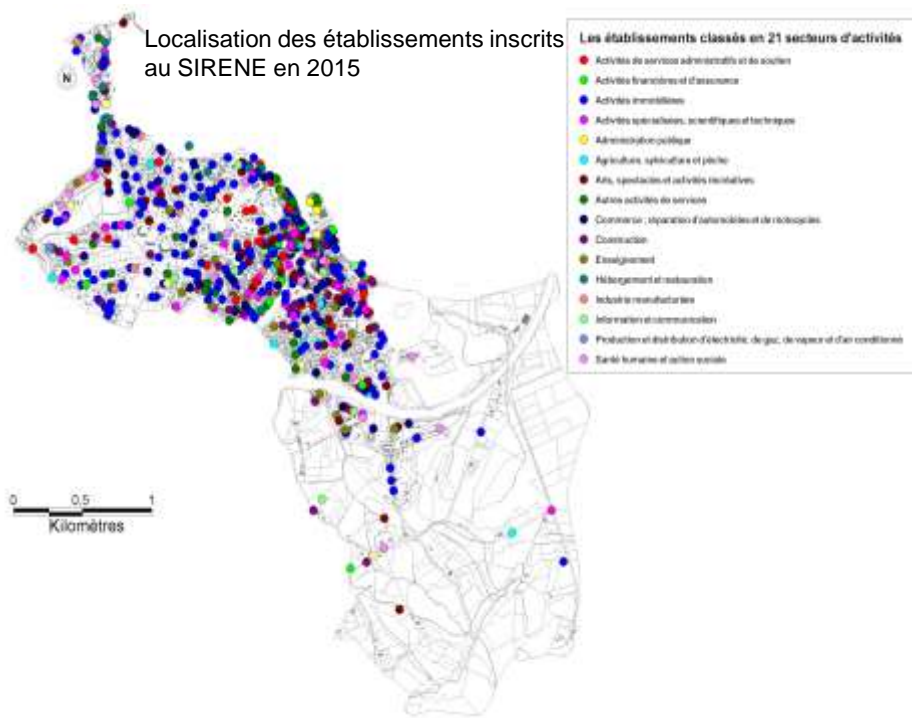 Localisation des établissements inscrits
au SIRENE en 2015
Les établissements classés en 21 secteurs d'activités
Activités de services administratifs et de soutien
Activités financières et d'assurance
Activités immobilières
Activités spécialisées, scientifiques et techniques
Administration publique
Agriculture, sylviculture et pêche
Arts, spectacles et activités récréatives
Autres activités de services
Commerce ; réparation d'automobiles et de motocycles
Construction
Enseignement
Hébergement et restauration
Industrie manufacturière
Information et communication
Production et distribution d'électricité, de gaz, de vapeur et d'air conditionné
Santé humaine et action sociale
N
0 0,5 1
Kilomètres